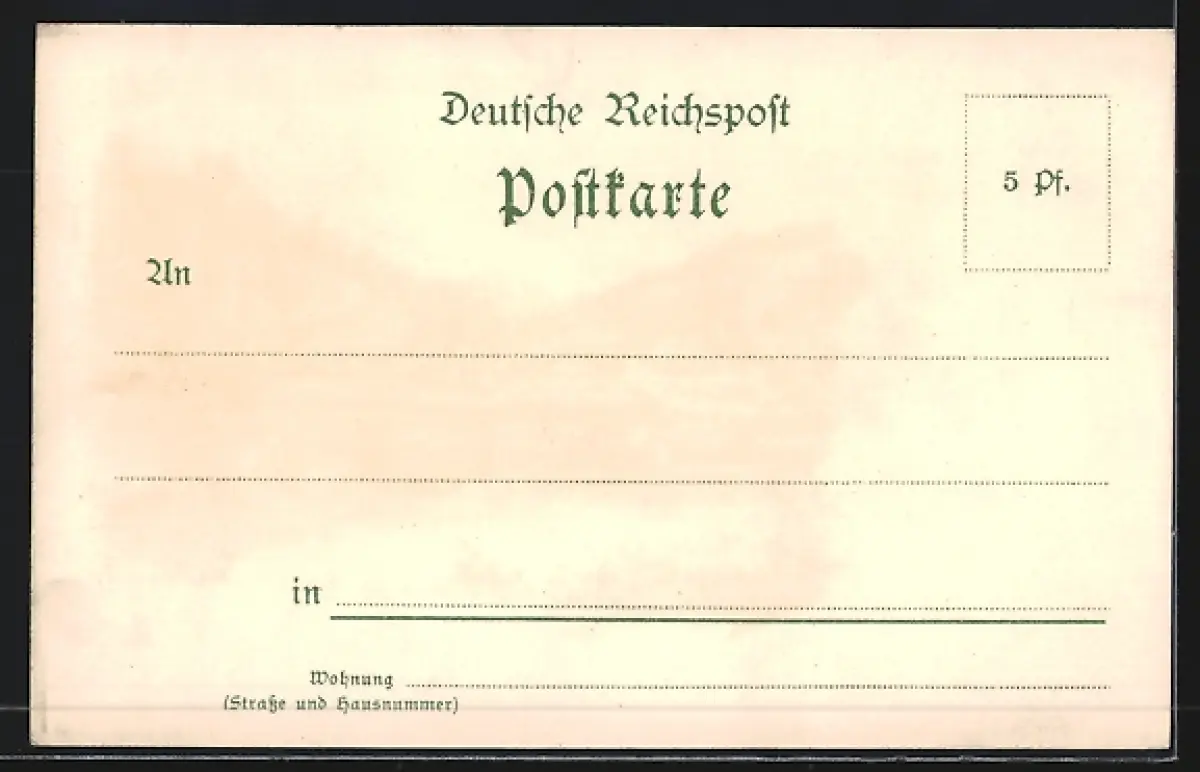 Deutsche Reichspost
Postkarte
5 Pf.
An
in
Wohnung
(Straße und Hausnummer)